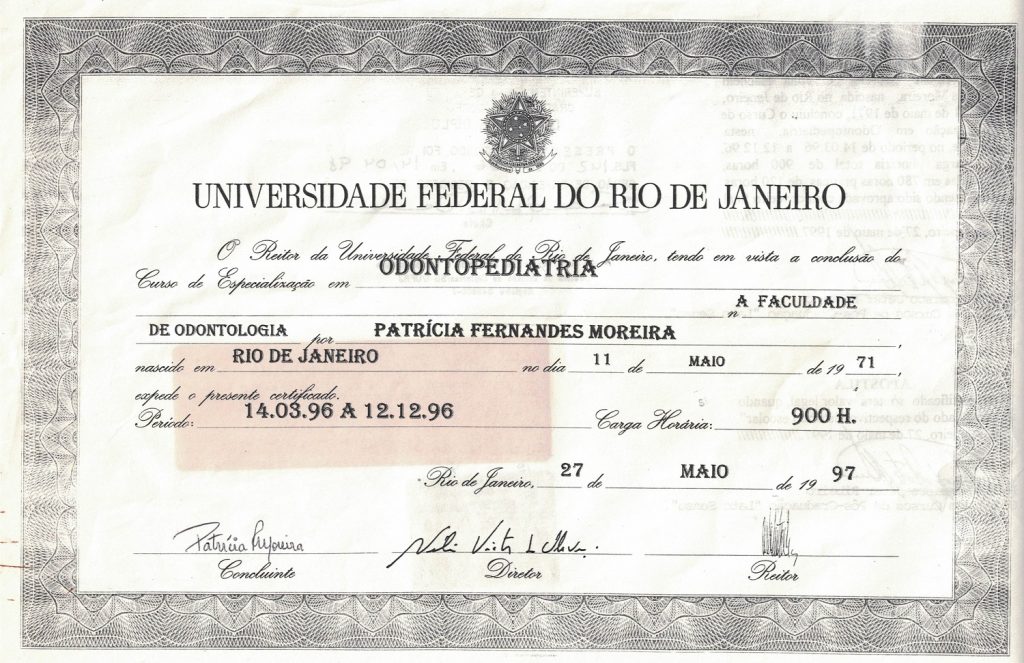 UNIVERSIDADE FEDERAL DO RIO DE JANEIRO
O Reitor da Universidade Federal do Rio de Janeiro, tendo em vista a conclusão do
Curso de Especialização em ODONTOPEDIATRIA
n A FACULDADE
DE ODONTOLOGIA por PATRÍCIA FERNANDES MOREIRA,
nascido em RIO DE JANEIRO no dia 11 de MAIO de 19 71,
expede o presente certificado.
Período: 14.03.96 A 12.12.96 Carga Horária: 900 H.
Rio de Janeiro, 27 de MAIO de 19 97
Patrícia Moreira
Concluinte Diretor Reitor